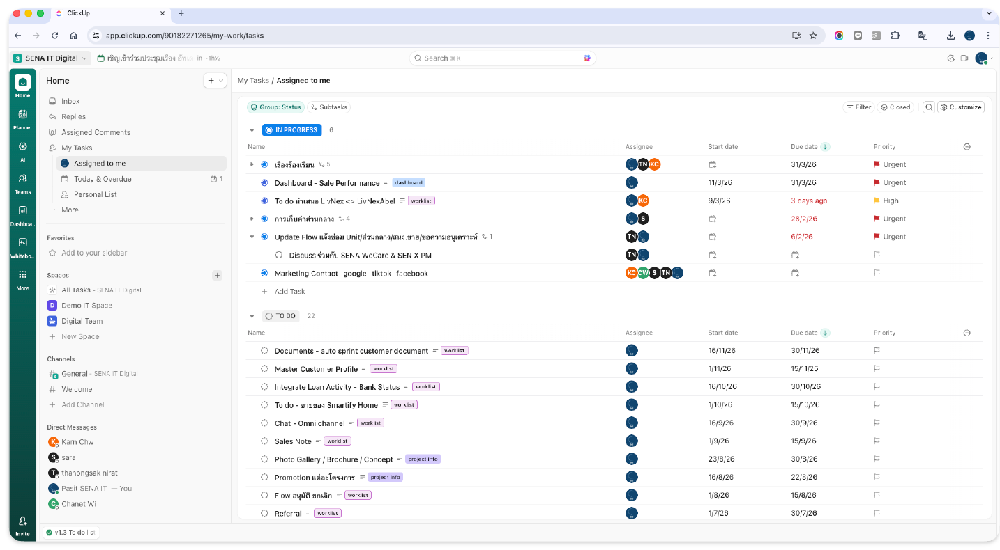 ClickUp
app.clickup.com/90182271265/my-work/tasks
S SENA IT Digital
เชิญเข้าร่วมประชุมเรื่อง อัพเ in ~1h½
Search ⌘K
Home
Planner
AI
Teams
Dashboa..
Whitebo..
More
Invite
Home
Inbox
Replies
Assigned Comments
My Tasks
Assigned to me
Today & Overdue 1
Personal List
More
Favorites
Add to your sidebar
Spaces
All Tasks - SENA IT Digital
D Demo IT Space
Digital Team
New Space
Channels
General - SENA IT Digital
Welcome
Add Channel
Direct Messages
K Karn Chw
S sara
T thanongsak nirat
Pasit SENA IT — You
C Chanet Wi
v1.3 To do list
My Tasks / Assigned to me
Group: Status Subtasks Filter Closed Customize
IN PROGRESS 6
Name Assignee Start date Due date Priority
เรื่องร้องเรียน 5 TN KC 31/3/26 Urgent
Dashboard - Sale Performance dashboard 11/3/26 31/3/26 Urgent
To do นำเสนอ LivNex <> LivNexAbel worklist KC 9/3/26 3 days ago High
การเก็บค่าส่วนกลาง 4 S 28/2/26 Urgent
Update Flow แจ้งซ่อม Unit/ส่วนกลาง/สนง.ขาย/ขอความอนุเคราะห์ 1 TN 6/2/26 Urgent
Discuss ร่วมกับ SENA WeCare & SEN X PM TN
Marketing Contact -google -tiktok -facebook KC CW S TN
Add Task
TO DO 22
Name Assignee Start date Due date Priority
Documents - auto sprint customer document worklist 16/11/26 30/11/26
Master Customer Profile worklist 1/11/26 15/11/26
Integrate Loan Activity - Bank Status worklist 16/10/26 30/10/26
To do - ขายของ Smartify Home worklist 1/10/26 15/10/26
Chat - Omni channel worklist 16/9/26 30/9/26
Sales Note worklist 1/9/26 15/9/26
Photo Gallery / Brochure / Concept project info 23/8/26 30/8/26
Promotion แต่ละโครงการ project info 16/8/26 22/8/26
Flow อนุมัติ ยกเลิก worklist 1/8/26 15/8/26
Referral worklist 1/7/26 30/7/26